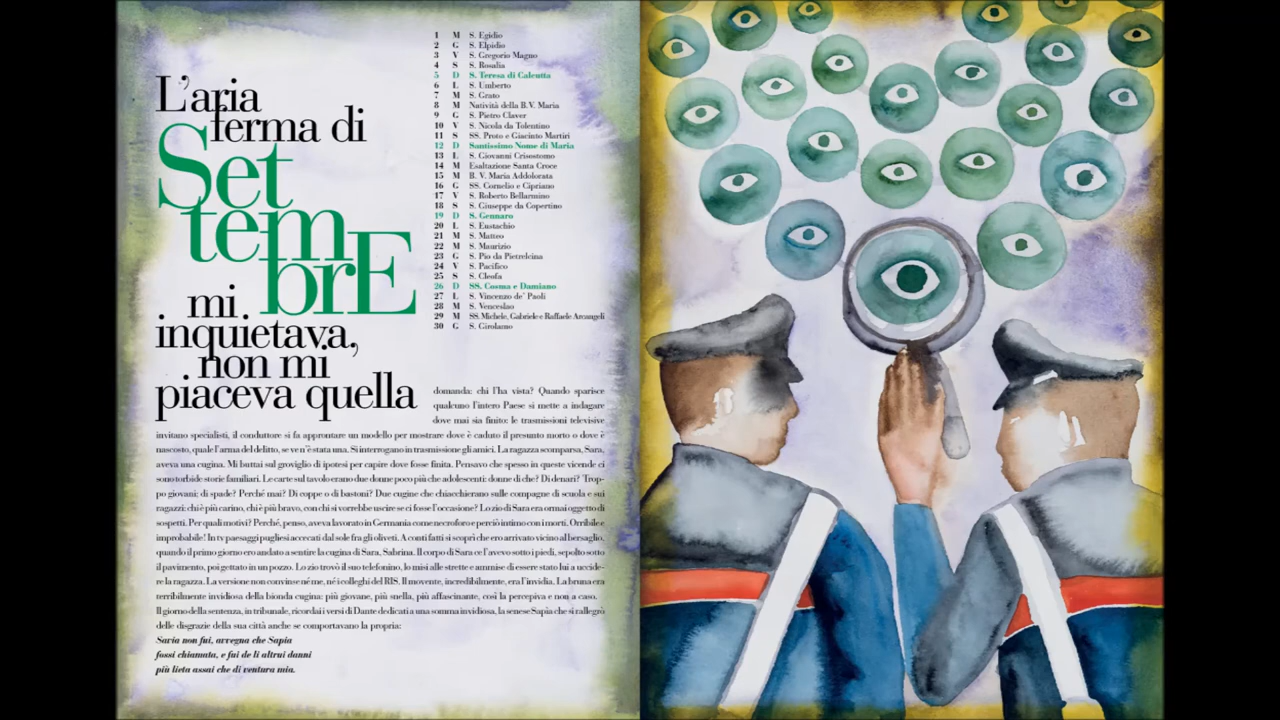 L'aria
ferma di
Set
tem
brE
mi
inquietava,
non mi
piaceva quella
1 M S. Egidio
2 G S. Elpidio
3 V S. Gregorio Magno
4 S S. Rosalia
5 D S. Teresa di Calcutta
6 L S. Umberto
7 M S. Grato
8 M Natività della B.V. Maria
9 G S. Pietro Claver
10 V S. Nicola da Tolentino
11 S SS. Proto e Giacinto Martiri
12 D Santissimo Nome di Maria
13 L S. Giovanni Crisostomo
14 M Esaltazione Santa Croce
15 M B. V. Maria Addolorata
16 G SS. Cornelio e Cipriano
17 V S. Roberto Bellarmino
18 S S. Giuseppe da Copertino
19 D S. Gennaro
20 L S. Eustachio
21 M S. Matteo
22 M S. Maurizio
23 G S. Pio da Pietrelcina
24 V S. Pacifico
25 S S. Cleofa
26 D SS. Cosma e Damiano
27 L S. Vincenzo de' Paoli
28 M S. Venceslao
29 M SS. Michele, Gabriele e Raffaele Arcangeli
30 G S. Girolamo
domanda: chi l'ha vista? Quando sparisce
qualcuno l'intero Paese si mette a indagare
dove mai sia finito: le trasmissioni televisive
invitano specialisti, il conduttore si fa approntare un modello per mostrare dove è caduto il presunto morto o dove è
nascosto, quale l'arma del delitto, se ve n'è stata una. Si interrogano in trasmissione gli amici. La ragazza scomparsa, Sara,
aveva una cugina. Mi buttai sul groviglio di ipotesi per capire dove fosse finita. Pensavo che spesso in queste vicende ci
sono torbide storie familiari. Le carte sul tavolo erano due donne poco più che adolescenti: donne di che? Di denari? Trop-
po giovani: di spade? Perché mai? Di coppe o di bastoni? Due cugine che chiacchierano sulle compagne di scuola e sui
ragazzi: chi è più carino, chi è più bravo, con chi si vorrebbe uscire se ci fosse l'occasione? Lo zio di Sara era ormai oggetto di
sospetti. Per quali motivi? Perché, penso, aveva lavorato in Germania come necroforo e perciò intimo con i morti. Orribile e
improbabile! In tv paesaggi pugliesi accecati dal sole fra gli oliveti. A conti fatti si scoprì che ero arrivato vicino al bersaglio,
quando il primo giorno ero andato a sentire la cugina di Sara, Sabrina. Il corpo di Sara ce l'avevo sotto i piedi, sepolto sotto
il pavimento, poi gettato in un pozzo. Lo zio trovò il suo telefonino, lo misi alle strette e ammise di essere stato lui a uccide-
re la ragazza. La versione non convinse né me, né i colleghi del RIS. Il movente, incredibilmente, era l'invidia. La bruna era
terribilmente invidiosa della bionda cugina: più giovane, più snella, più affascinante, così la percepiva e non a caso.
Il giorno della sentenza, in tribunale, ricordai i versi di Dante dedicati a una somma invidiosa, la senese Sapìa che si rallegrò
delle disgrazie della sua città anche se comportavano la propria:
Savia non fui, avvegna che Sapìa
fossi chiamata, e fui de li altrui danni
più lieta assai che di ventura mia.